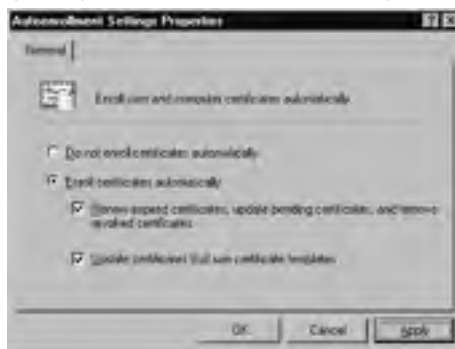 Autoenrollment Settings Properties
General
Enroll user and computer certificates automatically
Do not enroll certificates automatically
Enroll certificates automatically
Renew expired certificates, update pending certificates, and remove
revoked certificates
Update certificates that use certificate templates
OK Cancel Apply